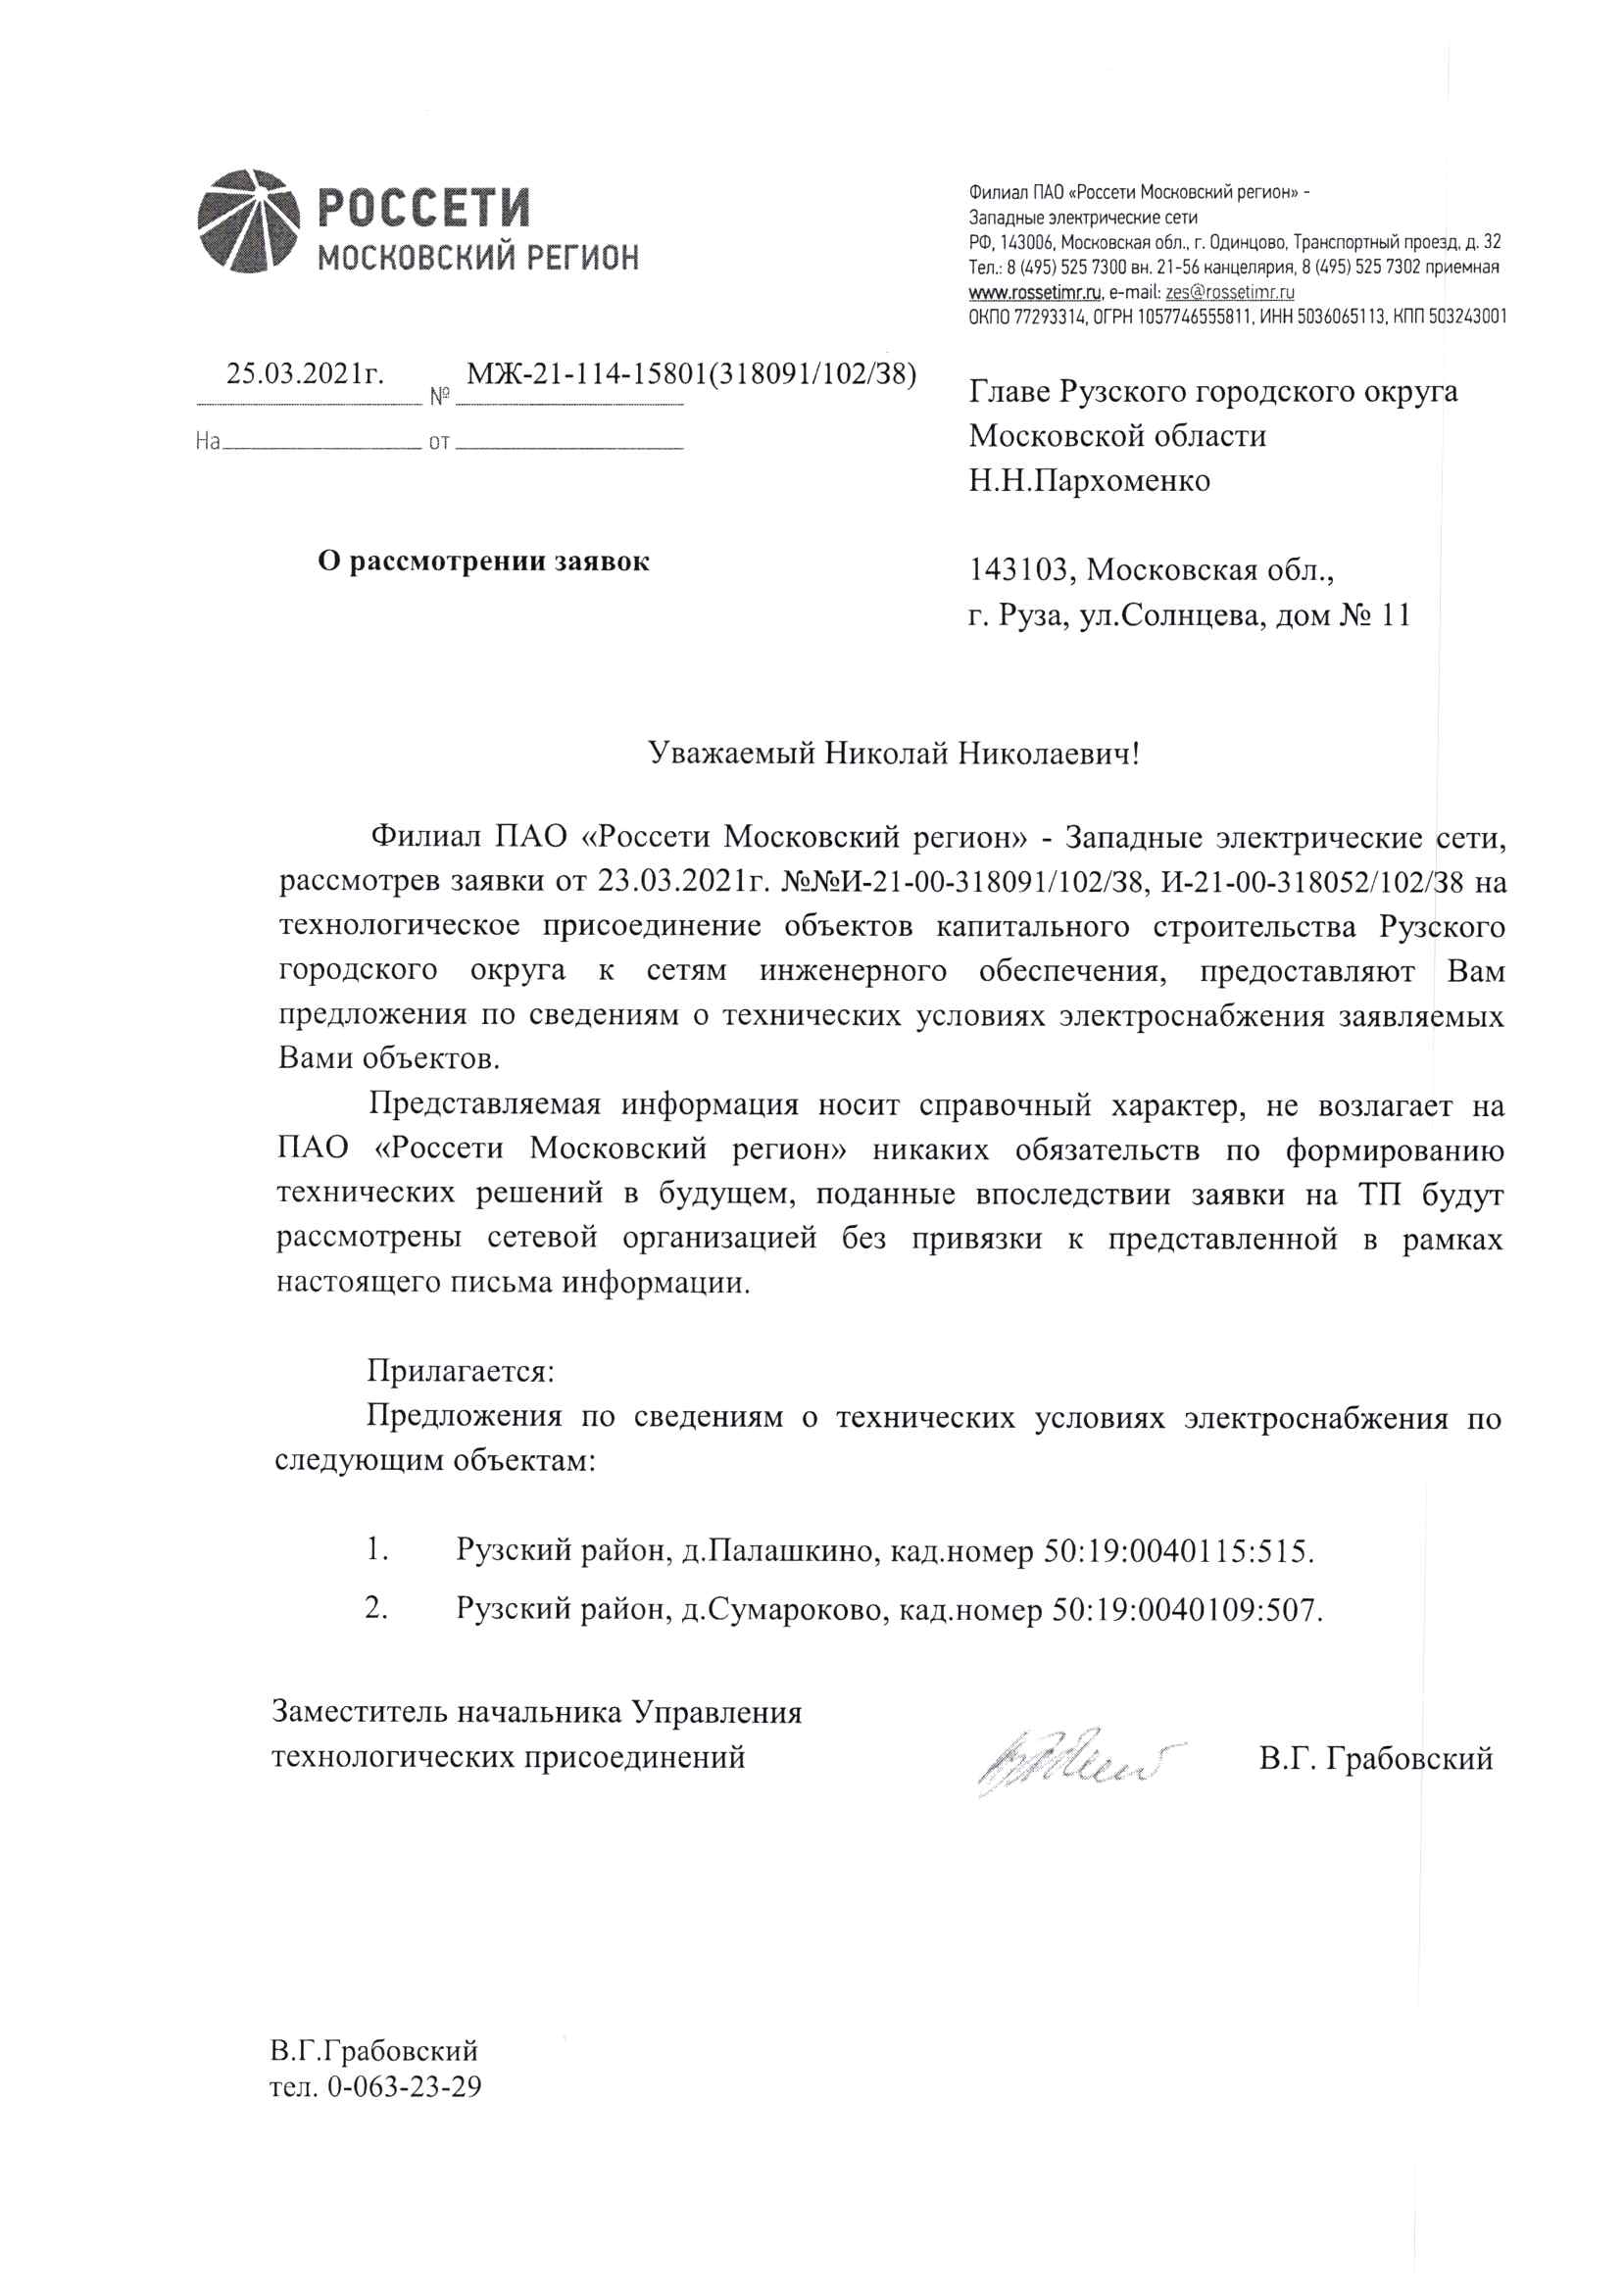 РОССЕТИ
МОСКОВСКИЙ РЕГИОН
Филиал ПАО «Россети Московский регион» -
Западные электрические сети
РФ, 143006, Московская обл., г. Одинцово, Транспортный проезд, д. 32
Тел.: 8 (495) 525 7300 вн. 21-56 канцелярия, 8 (495) 525 7302 приемная
www.rossetimr.ru, e-mail: zes@rossetimr.ru
ОКПО 77293314, ОГРН 1057746555811, ИНН 5036065113, КПП 503243001
25.03.2021г. № МЖ-21-114-15801(318091/102/З8)
На от
Главе Рузского городского округа
Московской области
Н.Н.Пархоменко
О рассмотрении заявок
143103, Московская обл.,
г. Руза, ул.Солнцева, дом № 11
Уважаемый Николай Николаевич!
Филиал ПАО «Россети Московский регион» - Западные электрические сети,
рассмотрев заявки от 23.03.2021г. №№И-21-00-318091/102/З8, И-21-00-318052/102/З8 на
технологическое присоединение объектов капитального строительства Рузского
городского округа к сетям инженерного обеспечения, предоставляют Вам
предложения по сведениям о технических условиях электроснабжения заявляемых
Вами объектов.
Представляемая информация носит справочный характер, не возлагает на
ПАО «Россети Московский регион» никаких обязательств по формированию
технических решений в будущем, поданные впоследствии заявки на ТП будут
рассмотрены сетевой организацией без привязки к представленной в рамках
настоящего письма информации.
Прилагается:
Предложения по сведениям о технических условиях электроснабжения по
следующим объектам:
1. Рузский район, д.Палашкино, кад.номер 50:19:0040115:515.
2. Рузский район, д.Сумароково, кад.номер 50:19:0040109:507.
Заместитель начальника Управления
технологических присоединений В.Г. Грабовский
В.Г.Грабовский
тел. 0-063-23-29